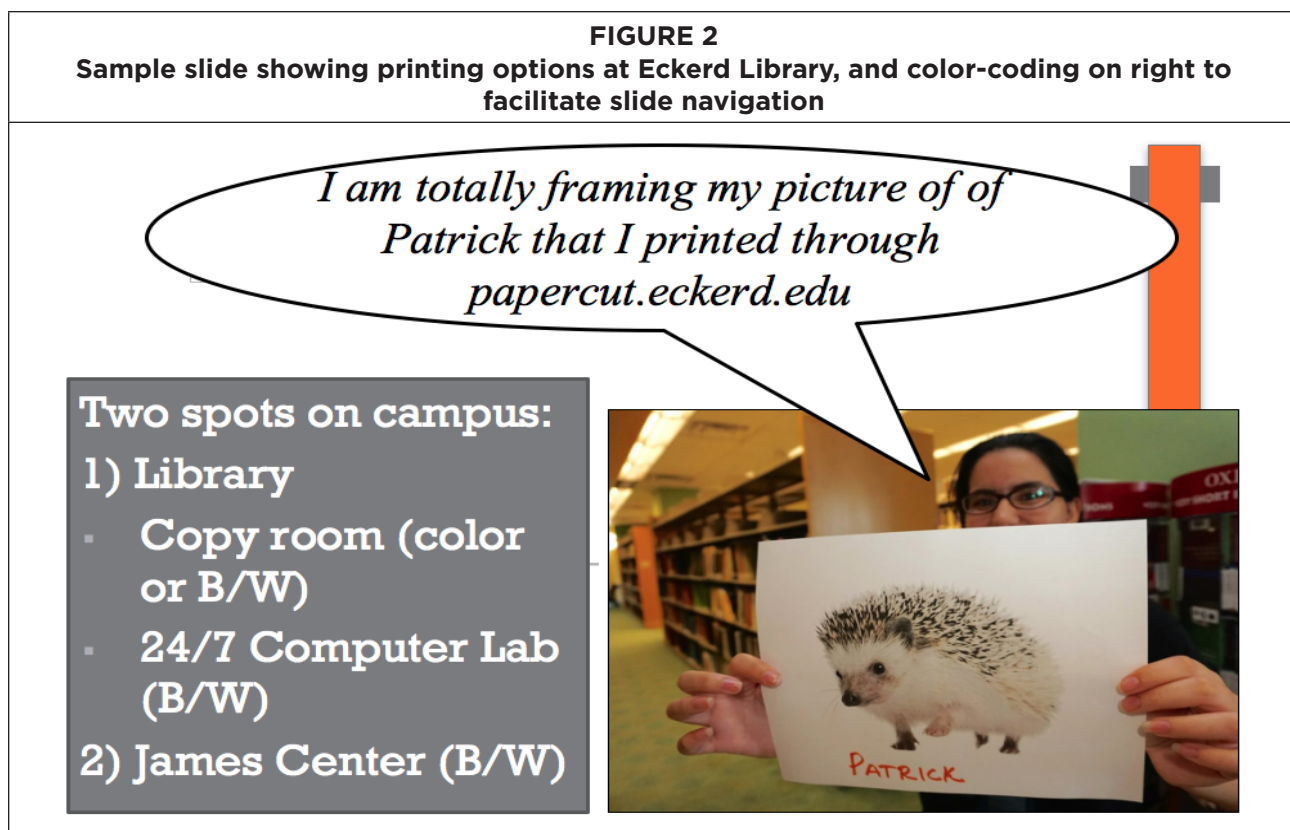 FIGURE 2
Sample slide showing printing options at Eckerd Library, and color-coding on right to
facilitate slide navigation
I am totally framing my picture of of
Patrick that I printed through
papercut.eckerd.edu
Two spots on campus:
1) Library
▪ Copy room (color
or B/W)
▪ 24/7 Computer Lab
(B/W)
2) James Center (B/W)
PATRICK